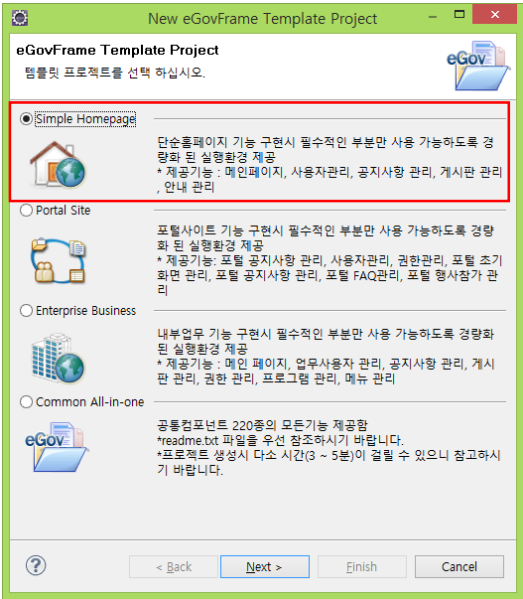 New eGovFrame Template Project
eGovFrame Template Project
템플릿 프로젝트를 선택 하십시오.
eGov
Simple Homepage
단순홈페이지 기능 구현시 필수적인 부분만 사용 가능하도록 경
량화 된 실행환경 제공
* 제공기능 : 메인페이지, 사용자관리, 공지사항 관리, 게시판 관리
, 안내 관리
Portal Site
포털사이트 기능 구현시 필수적인 부분만 사용 가능하도록 경량
화 된 실행환경 제공
* 제공기능: 포털 공지사항 관리, 사용자관리, 권한관리, 포털 초기
화면 관리, 포털 공지사항 관리, 포털 FAQ관리, 포털 행사참가 관
리
Enterprise Business
내부업무 기능 구현시 필수적인 부분만 사용 가능하도록 경량화
된 실행환경 제공
* 제공기능 : 메인 페이지, 업무사용자 관리, 공지사항 관리, 게시
판 관리, 권한 관리, 프로그램 관리, 메뉴 관리
Common All-in-one
eGov
공통컴포넌트 220종의 모든기능 제공함
*readme.txt 파일을 우선 참조하시기 바랍니다.
*프로젝트 생성시 다소 시간(3 ~ 5분)이 걸릴 수 있으니 참고하시
기 바랍니다.
? < Back Next > Finish Cancel